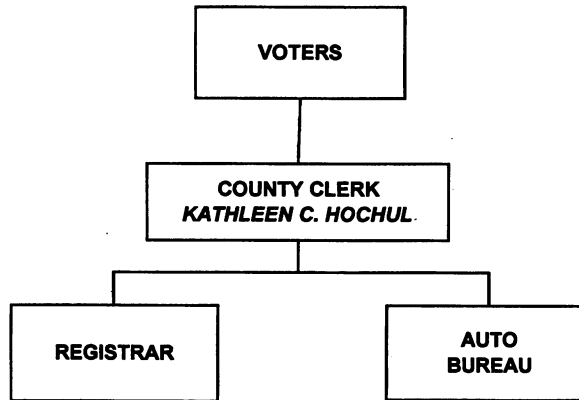 VOTERS
COUNTY CLERK
KATHLEEN C. HOCHUL
REGISTRAR
AUTO
BUREAU